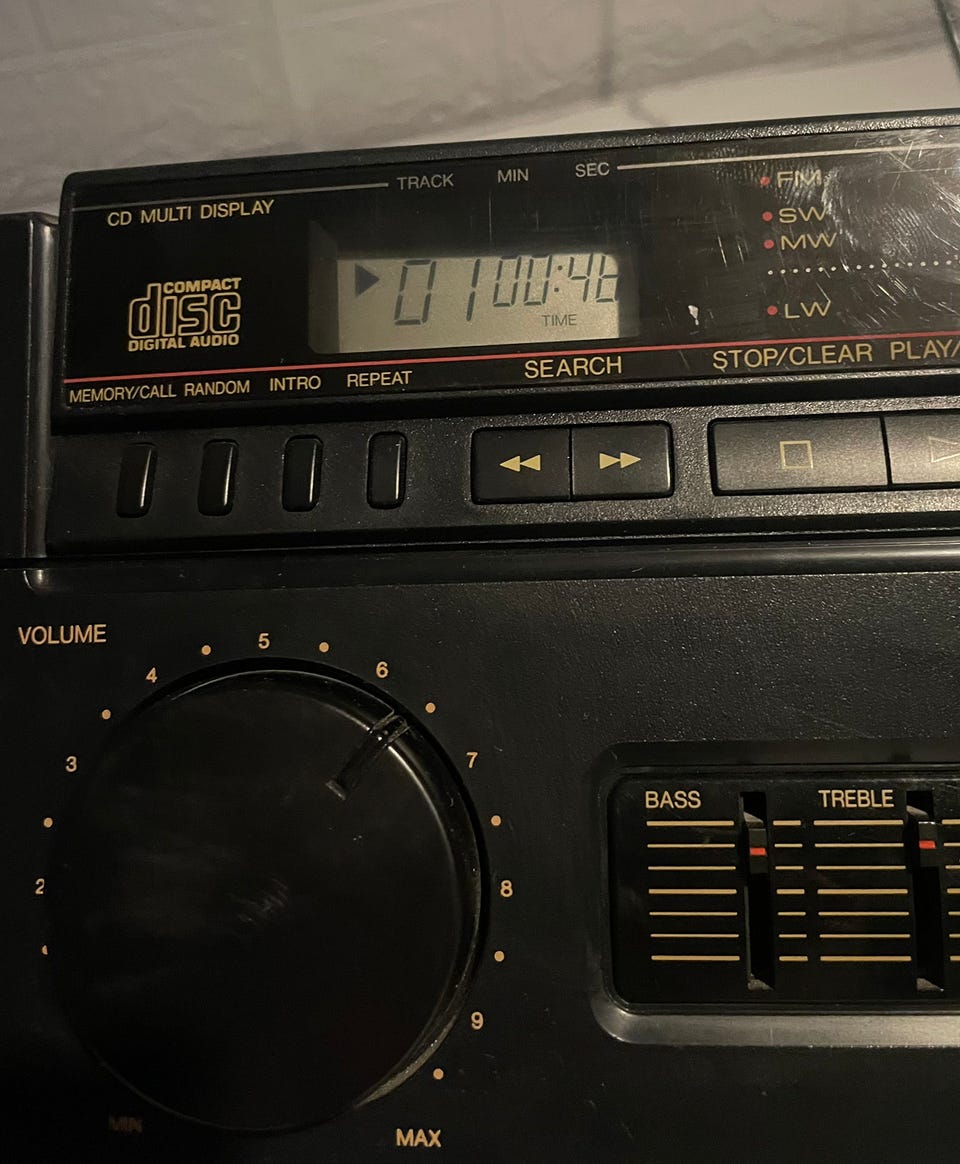 TRACK MIN SEC
CD MULTI DISPLAY
FM
SW
MW
LW
COMPACT
disc
DIGITAL AUDIO
01 00:46
TIME
MEMORY/CALL RANDOM INTRO REPEAT SEARCH STOP/CLEAR PLAY/
VOLUME
5
4 6
3 7
2 8
9
MIN MAX
BASS TREBLE